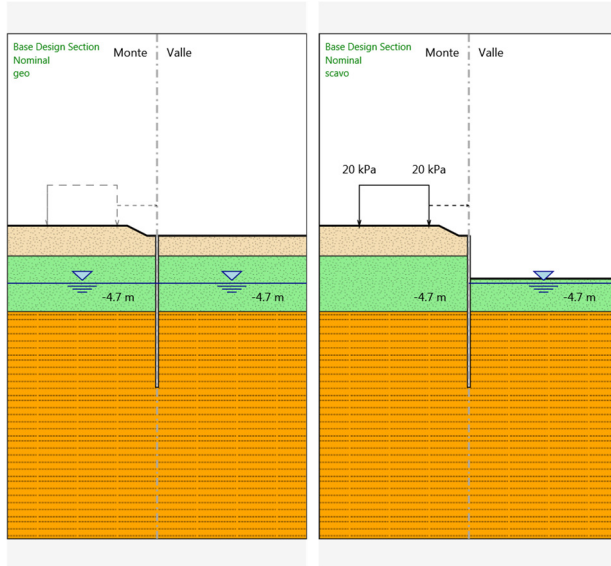 Base Design Section
Nominal
geo
Monte
Valle
-4.7 m
-4.7 m
Base Design Section
Nominal
scavo
Monte
Valle
20 kPa
20 kPa
-4.7 m
-4.7 m